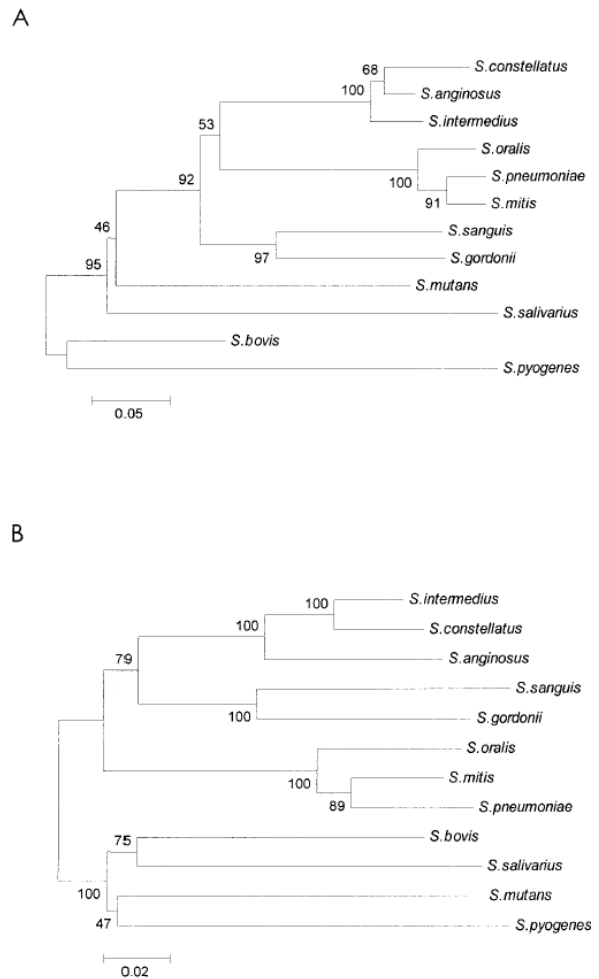 A
68
S.constellatus
S.anginosus
100
S.intermedius
53
S.oralis
100
S.pneumoniae
91
S.mitis
92
S.sanguis
97
S.gordonii
46
S.mutans
95
S.salivarius
S.bovis
S.pyogenes
0.05
B
100
S.intermedius
S.constellatus
100
S.anginosus
79
S.sanguis
100
S.gordonii
S.oralis
100
S.mitis
89
S.pneumoniae
75
S.bovis
S.salivarius
100
S.mutans
47
S.pyogenes
0.02